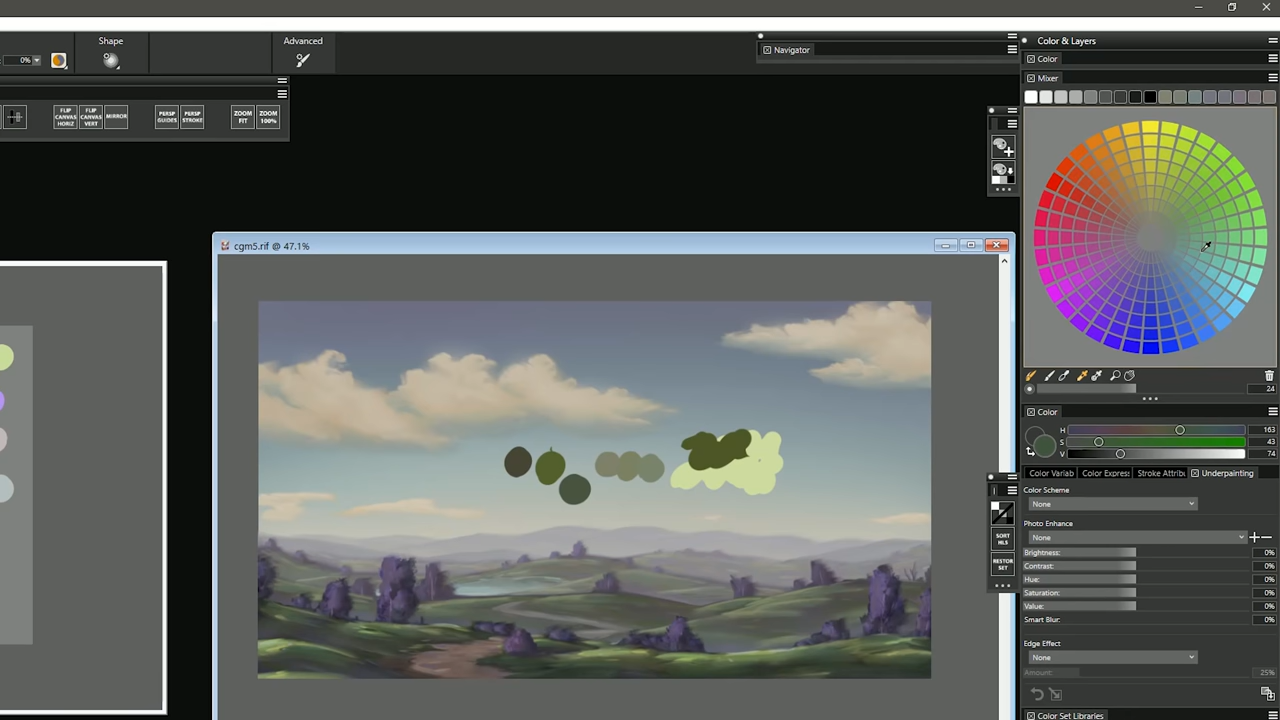 Shape
Advanced
0%
Navigator
Color & Layers
Color
Mixer
FLIP CANVAS HORIZ
FLIP CANVAS VERT
MIRROR
PERSP GUIDES
PERSP STROKE
ZOOM FIT
ZOOM 100%
cgm5.rif @ 47.1%
24
Color
H 163
S 43
V 74
Color Variab
Color Expres
Stroke Attribu
Underpainting
Color Scheme
None
SORT HLS
Photo Enhance
None
RESTOR SET
Brightness: 0%
Contrast: 0%
Hue: 0%
Saturation: 0%
Value: 0%
Smart Blur: 0%
Edge Effect
None
Amount: 25%
Color Set Libraries